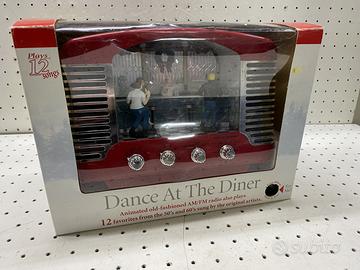 Plays
12
songs
Dance At The Diner
Animated old-fashioned AM/FM radio also plays
12 favorites from the 50's and 60's sung by the original artists.
subito